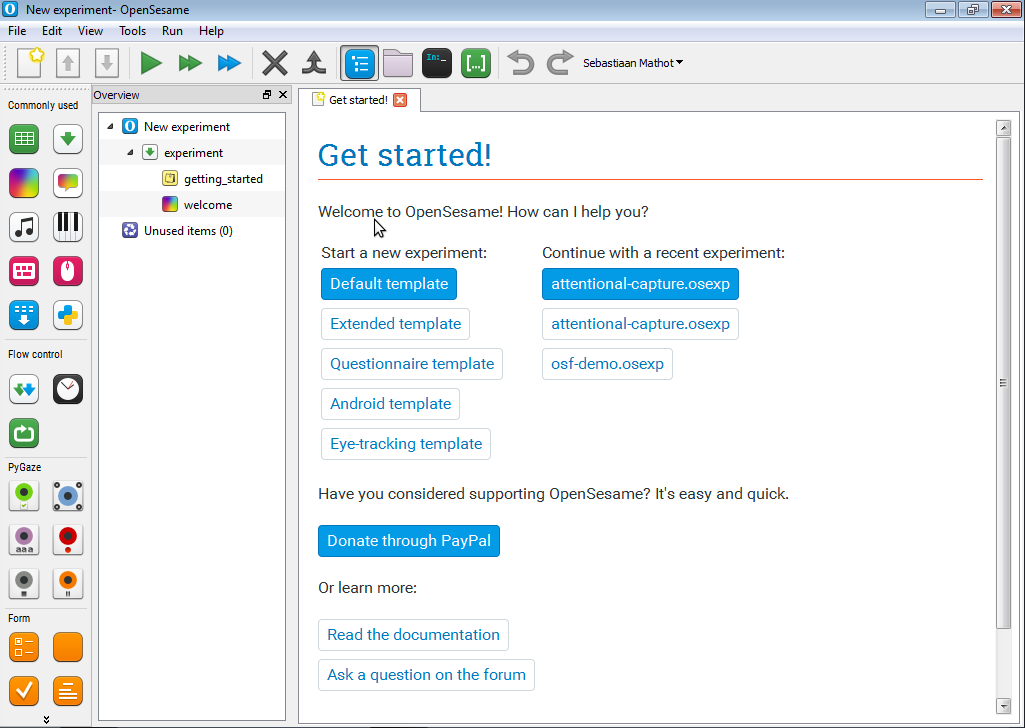 New experiment- OpenSesame
File Edit View Tools Run Help
In:_
[...]
Sebastiaan Mathot
Commonly used
Overview
Get started!
New experiment
experiment
getting_started
welcome
Unused items (0)
Get started!
Welcome to OpenSesame! How can I help you?
Start a new experiment: Continue with a recent experiment:
Default template attentional-capture.osexp
Extended template attentional-capture.osexp
Questionnaire template osf-demo.osexp
Android template
Eye-tracking template
Flow control
PyGaze
aaa
Have you considered supporting OpenSesame? It's easy and quick.
Donate through PayPal
Or learn more:
Form
Read the documentation
Ask a question on the forum